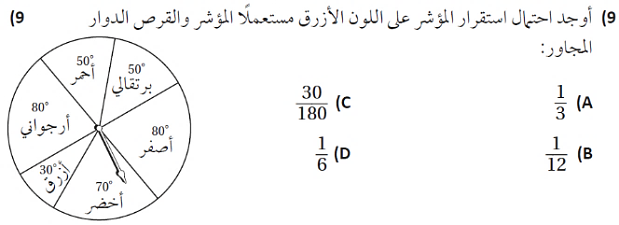 9) أوجد احتمال استقرار المؤشر على اللون الأزرق مستعملًا المؤشر والقرص الدوار
المجاور:
9)
A) 1/3
B) 1/12
C) 30/180
D) 1/6
50° أحمر
50° برتقالي
80° أرجواني
80° أصفر
30° أزرق
70° أخضر